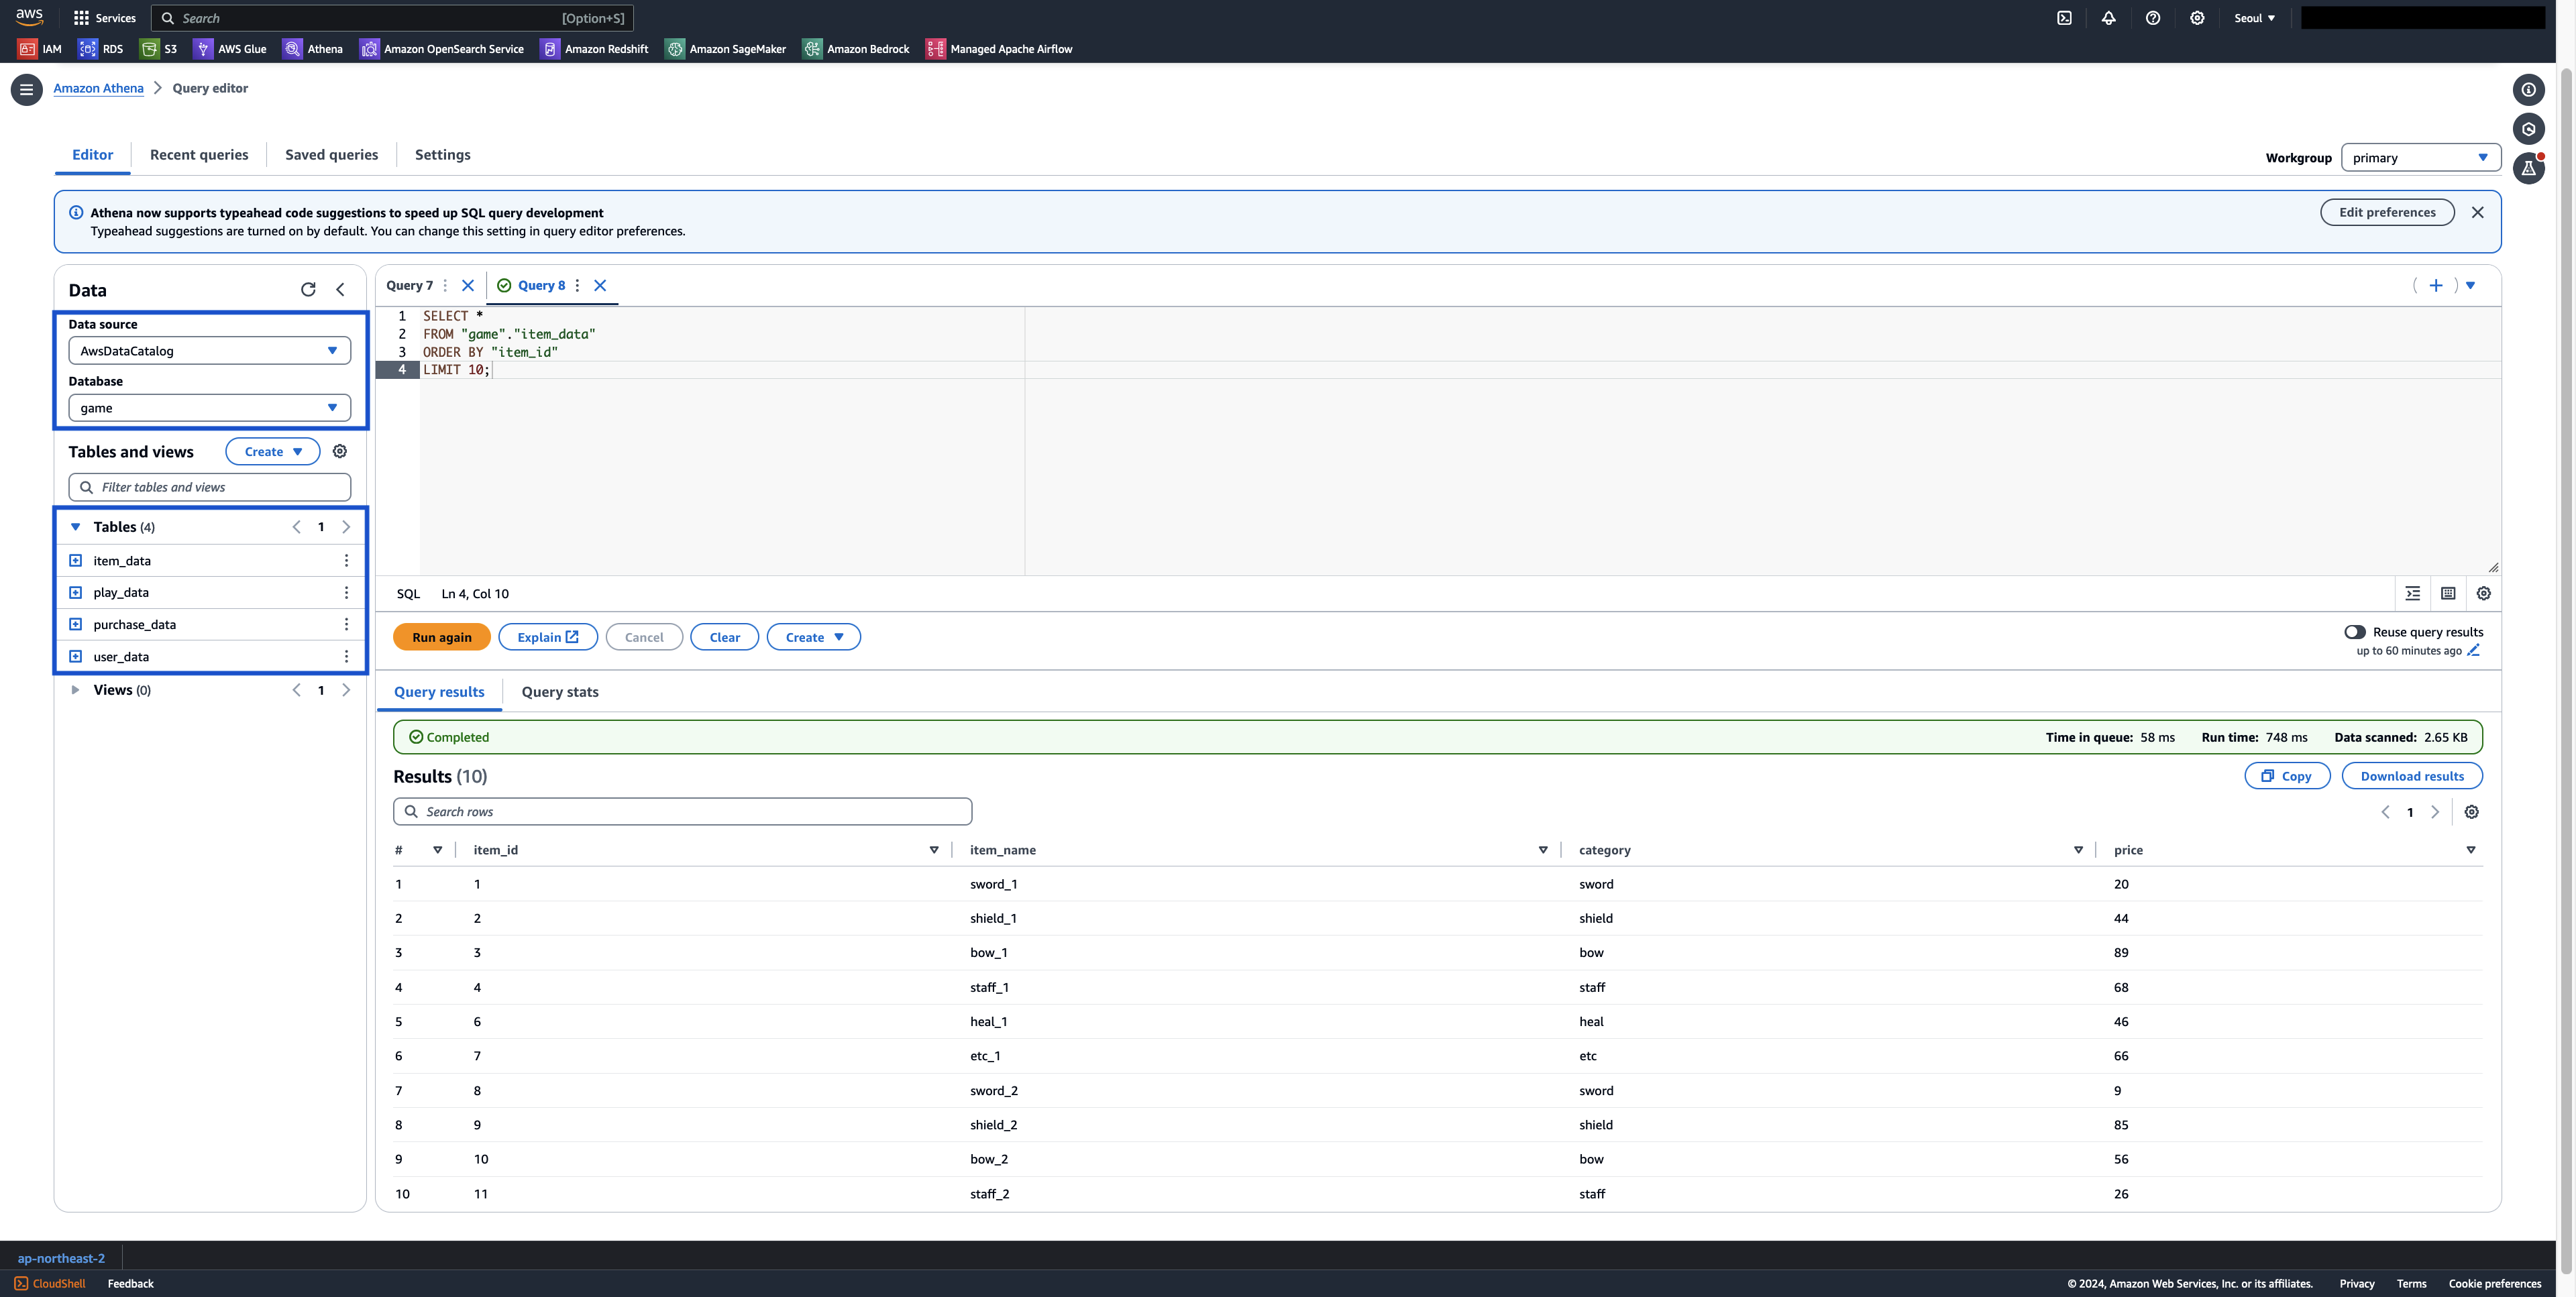 aws Services Search [Option+S] Seoul
IAM RDS S3 AWS Glue Athena Amazon OpenSearch Service Amazon Redshift Amazon SageMaker Amazon Bedrock Managed Apache Airflow
Amazon Athena Query editor
Editor Recent queries Saved queries Settings Workgroup primary
Athena now supports typeahead code suggestions to speed up SQL query development
Typeahead suggestions are turned on by default. You can change this setting in query editor preferences.
Edit preferences
Data
Data source
AwsDataCatalog
Database
game
Tables and views Create
Filter tables and views
Tables (4) 1
item_data
play_data
purchase_data
user_data
Views (0) 1
Query 7 Query 8
1 SELECT *
2 FROM "game"."item_data"
3 ORDER BY "item_id"
4 LIMIT 10;
SQL Ln 4, Col 10
Run again Explain Cancel Clear Create
Reuse query results
up to 60 minutes ago
Query results Query stats
Completed Time in queue: 58 ms Run time: 748 ms Data scanned: 2.65 KB
Results (10) Copy Download results
Search rows 1
# item_id item_name category price
1 1 sword_1 sword 20
2 2 shield_1 shield 44
3 3 bow_1 bow 89
4 4 staff_1 staff 68
5 6 heal_1 heal 46
6 7 etc_1 etc 66
7 8 sword_2 sword 9
8 9 shield_2 shield 85
9 10 bow_2 bow 56
10 11 staff_2 staff 26
ap-northeast-2
CloudShell Feedback © 2024, Amazon Web Services, Inc. or its affiliates. Privacy Terms Cookie preferences